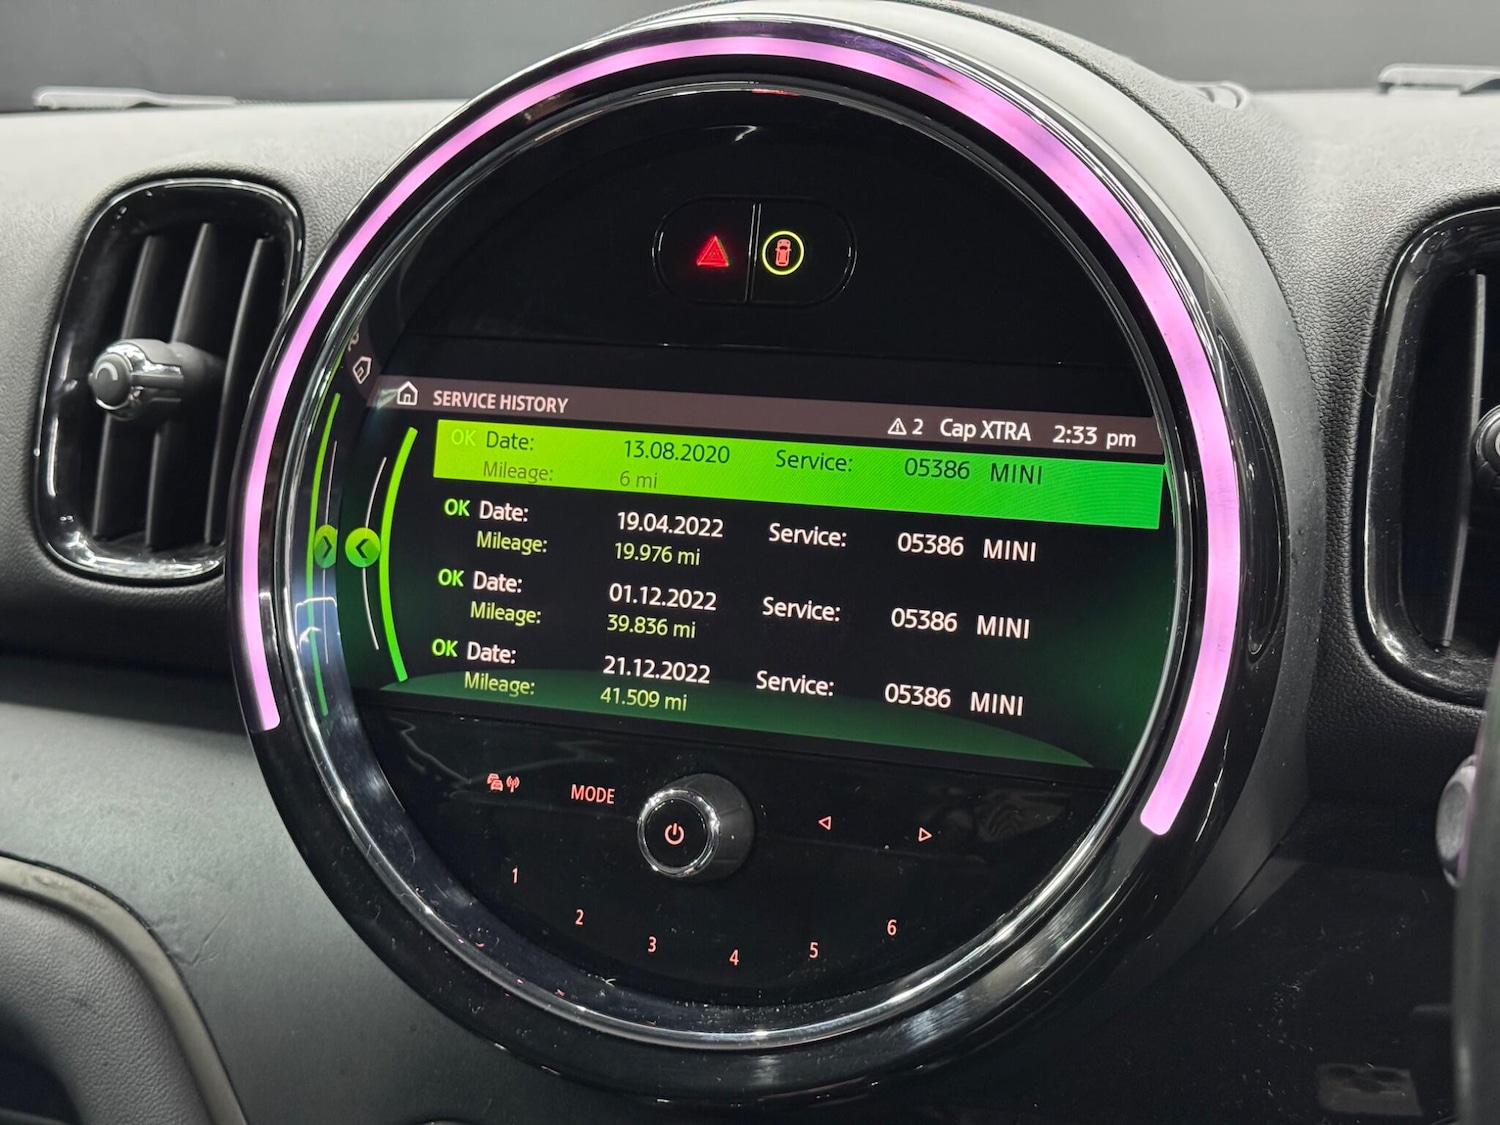 SERVICE HISTORY
2 Cap XTRA 2:33 pm
OK Date: 13.08.2020 Service: 05386 MINI
Mileage: 6 mi
OK Date: 19.04.2022 Service: 05386 MINI
Mileage: 19.976 mi
OK Date: 01.12.2022 Service: 05386 MINI
Mileage: 39.836 mi
OK Date: 21.12.2022 Service: 05386 MINI
Mileage: 41.509 mi
MODE
1
2
3
4
5
6